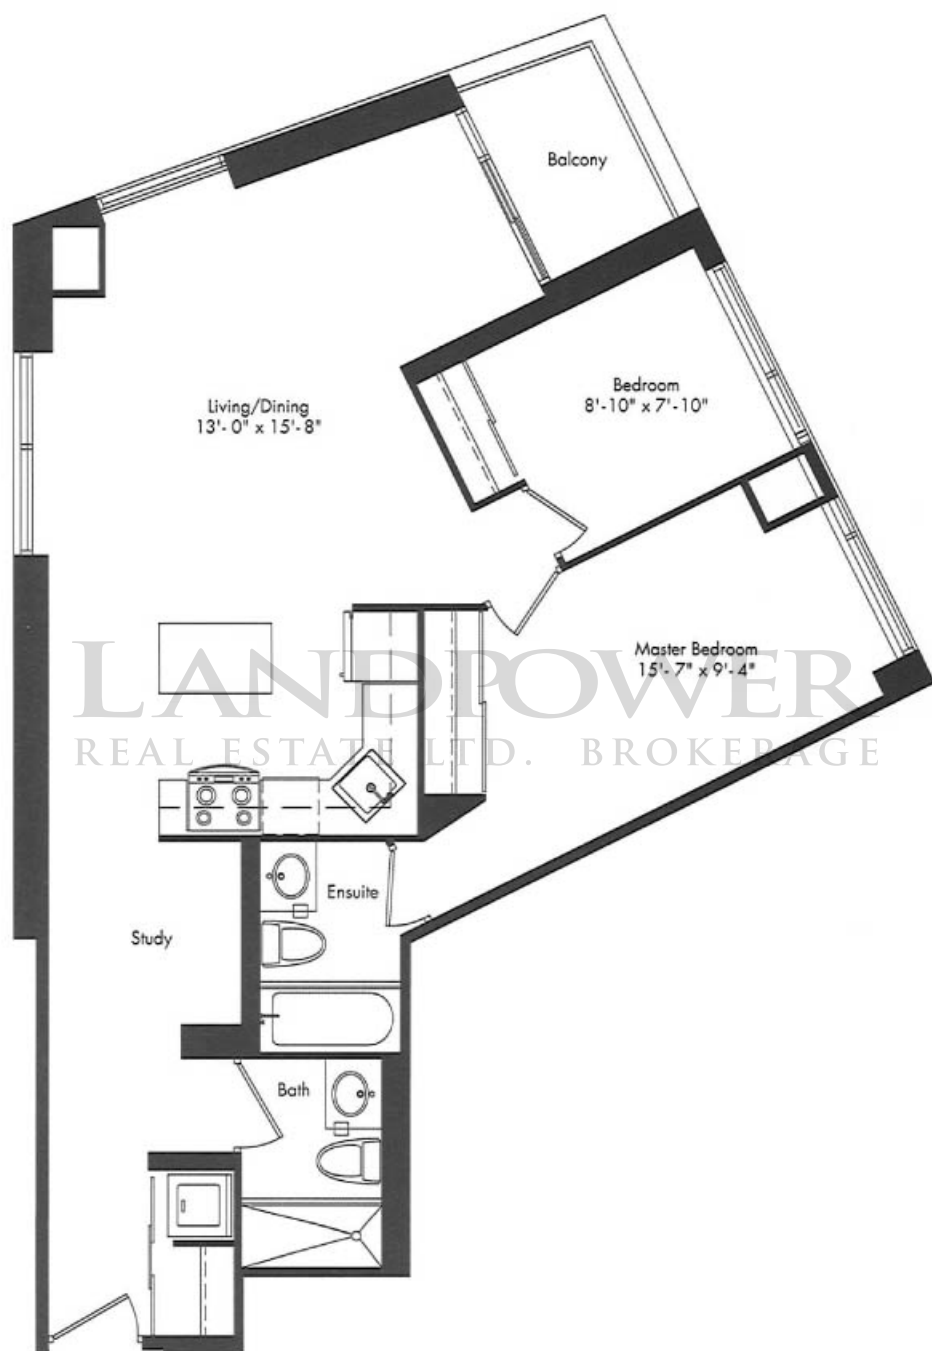 Balcony
Bedroom
8'-10" x 7'-10"
Living/Dining
13'-0" x 15'-8"
Master Bedroom
15'-7" x 9'-4"
LANDPOWER
REAL ESTATE LTD. BROKERAGE
Ensuite
Study
Bath